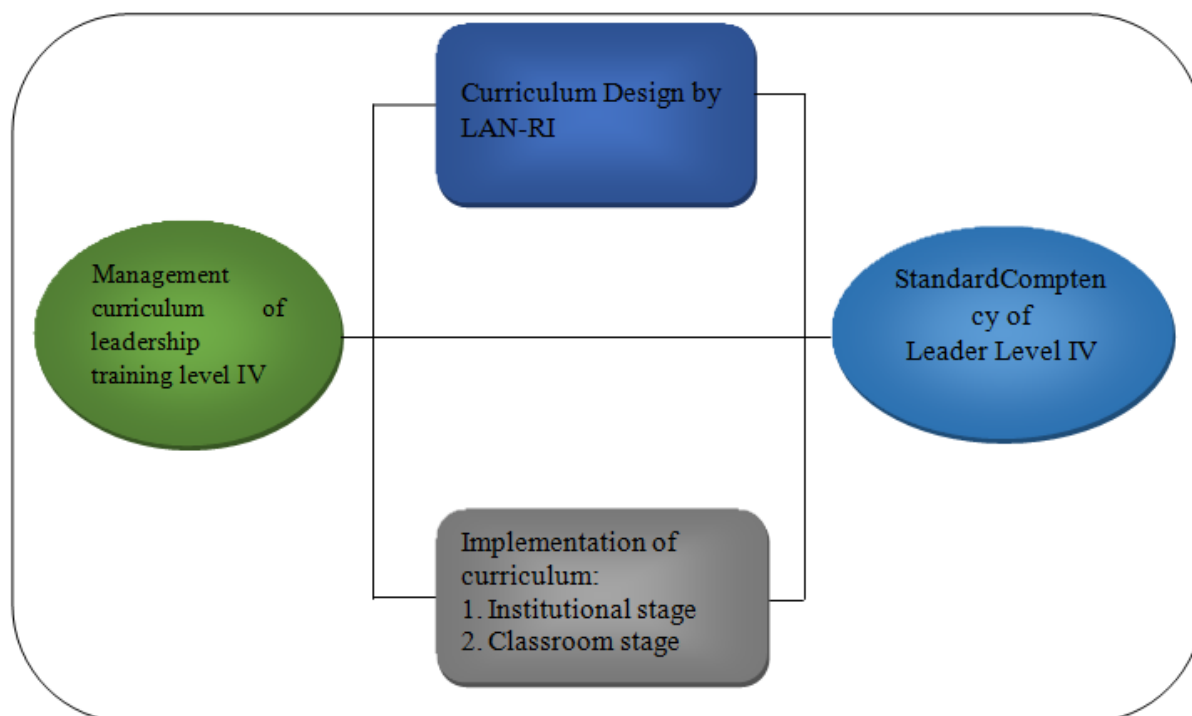 Curriculum Design by
LAN-RI
Management
curriculum of
leadership
training level IV
StandardCompten
cy of
Leader Level IV
Implementation of
curriculum:
1. Institutional stage
2. Classroom stage